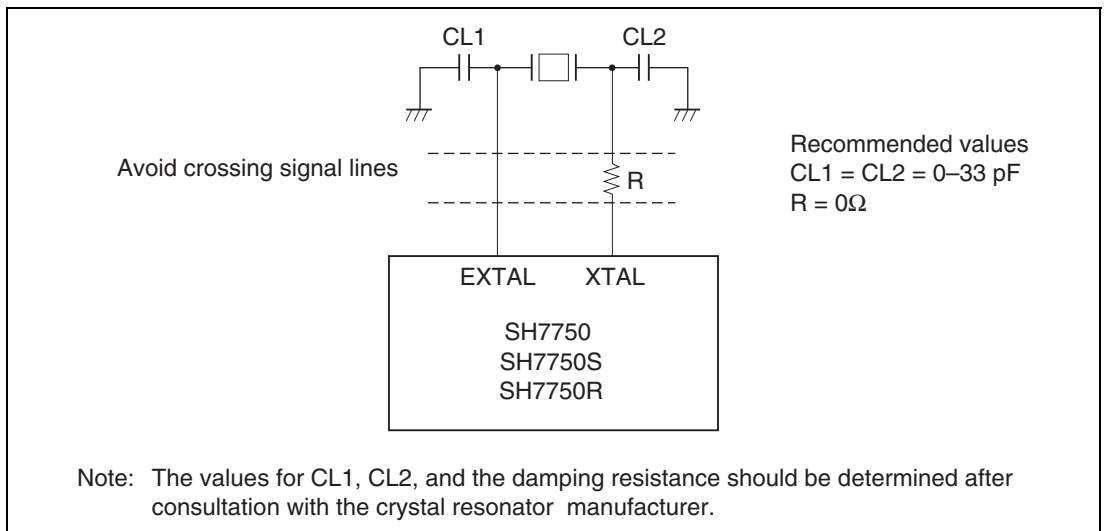 CL1
CL2
Avoid crossing signal lines
R
Recommended values
CL1 = CL2 = 0–33 pF
R = 0Ω
EXTAL
XTAL
SH7750
SH7750S
SH7750R
Note: The values for CL1, CL2, and the damping resistance should be determined after
consultation with the crystal resonator manufacturer.